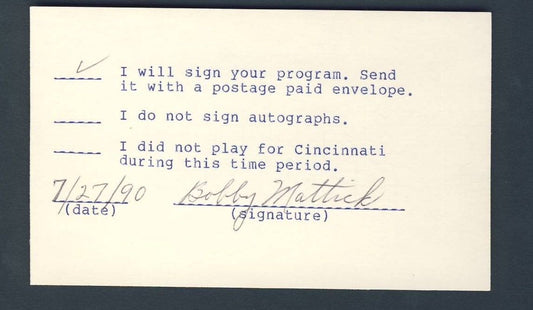 ✓ I will sign your program. Send
it with a postage paid envelope.
I do not sign autographs.
I did not play for Cincinnati
during this time period.
7/27/90 Bobby Mattick
(date) (signature)